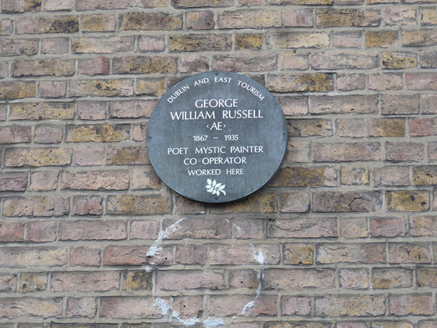 DUBLIN AND EAST TOURISM
GEORGE
WILLIAM RUSSELL
‹AE›
1867 – 1935
POET MYSTIC PAINTER
CO-OPERATOR
WORKED HERE